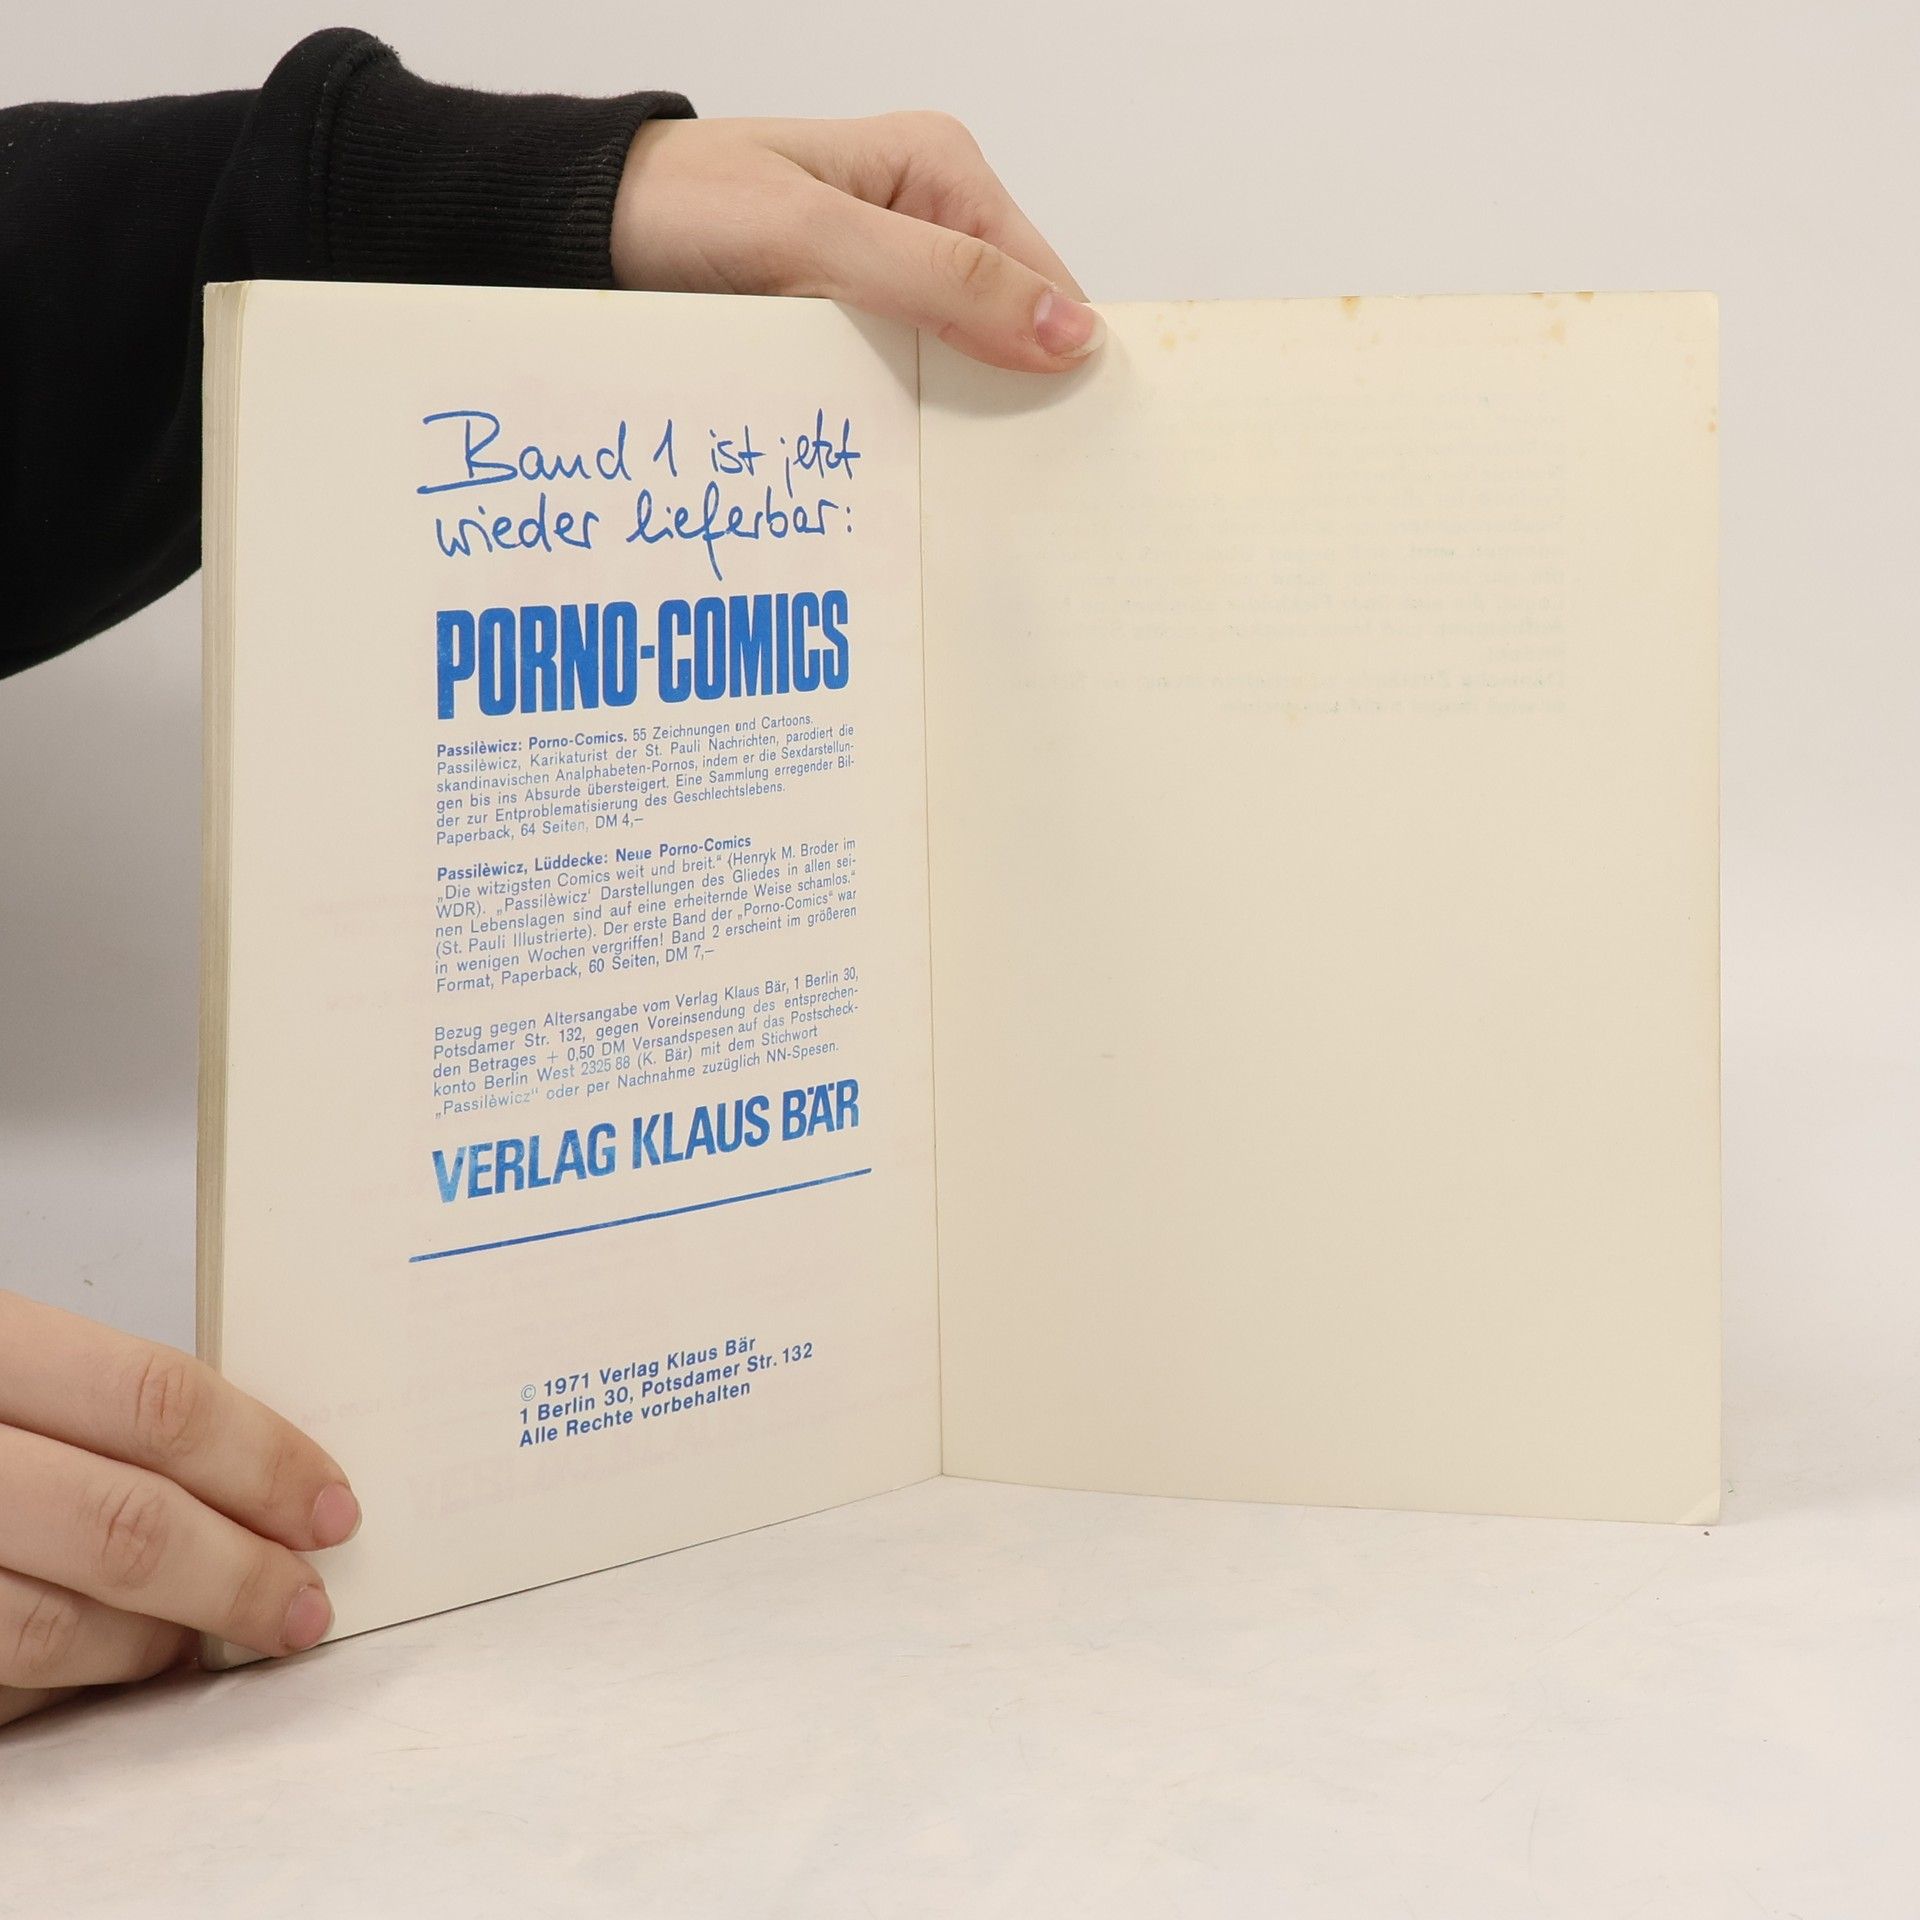 Band 1 ist jetzt
wieder lieferbar:
PORNO-COMICS
Passilèwicz: Porno-Comics. 55 Zeichnungen und Cartoons.
Passilèwicz, Karikaturist der St. Pauli Nachrichten, parodiert die
skandinavischen Analphabeten-Pornos, indem er die Sexdarstellun-
gen bis ins Absurde übersteigert. Eine Sammlung erregender Bil-
der zur Entproblematisierung des Geschlechtslebens.
Paperback, 64 Seiten, DM 4,–
Passilèwicz, Lüddecke: Neue Porno-Comics
„Die witzigsten Comics weit und breit.“ (Henryk M. Broder im
WDR). „Passilèwicz' Darstellungen des Gliedes in allen sei-
nen Lebenslagen sind auf eine erheiternde Weise schamlos.“
(St. Pauli Illustrierte). Der erste Band der „Porno-Comics“ war
in wenigen Wochen vergriffen! Band 2 erscheint im größeren
Format, Paperback, 60 Seiten, DM 7,–
Bezug gegen Altersangabe vom Verlag Klaus Bär, 1 Berlin 30,
Potsdamer Str. 132, gegen Voreinsendung des entsprechen-
den Betrages + 0,50 DM Versandspesen auf das Postscheck-
konto Berlin West 2325 88 (K. Bär) mit dem Stichwort
„Passilèwicz“ oder per Nachnahme zuzüglich NN-Spesen.
VERLAG KLAUS BÄR
© 1971 Verlag Klaus Bär
1 Berlin 30, Potsdamer Str. 132
Alle Rechte vorbehalten